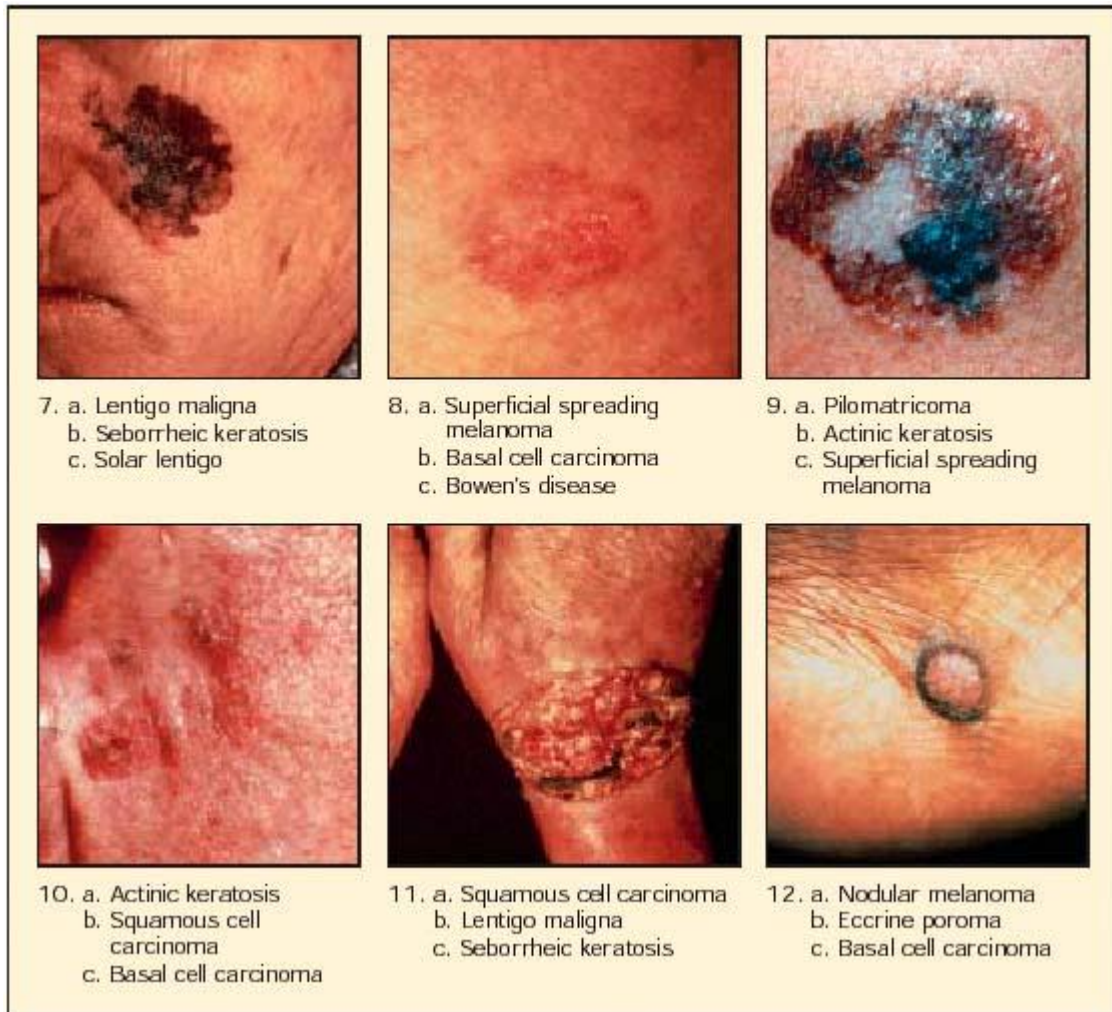 7. a. Lentigo maligna
b. Seborrheic keratosis
c. Solar lentigo
8. a. Superficial spreading
melanoma
b. Basal cell carcinoma
c. Bowen's disease
9. a. Pilomatricoma
b. Actinic keratosis
c. Superficial spreading
melanoma
10. a. Actinic keratosis
b. Squamous cell
carcinoma
c. Basal cell carcinoma
11. a. Squamous cell carcinoma
b. Lentigo maligna
c. Seborrheic keratosis
12. a. Nodular melanoma
b. Eccrine poroma
c. Basal cell carcinoma